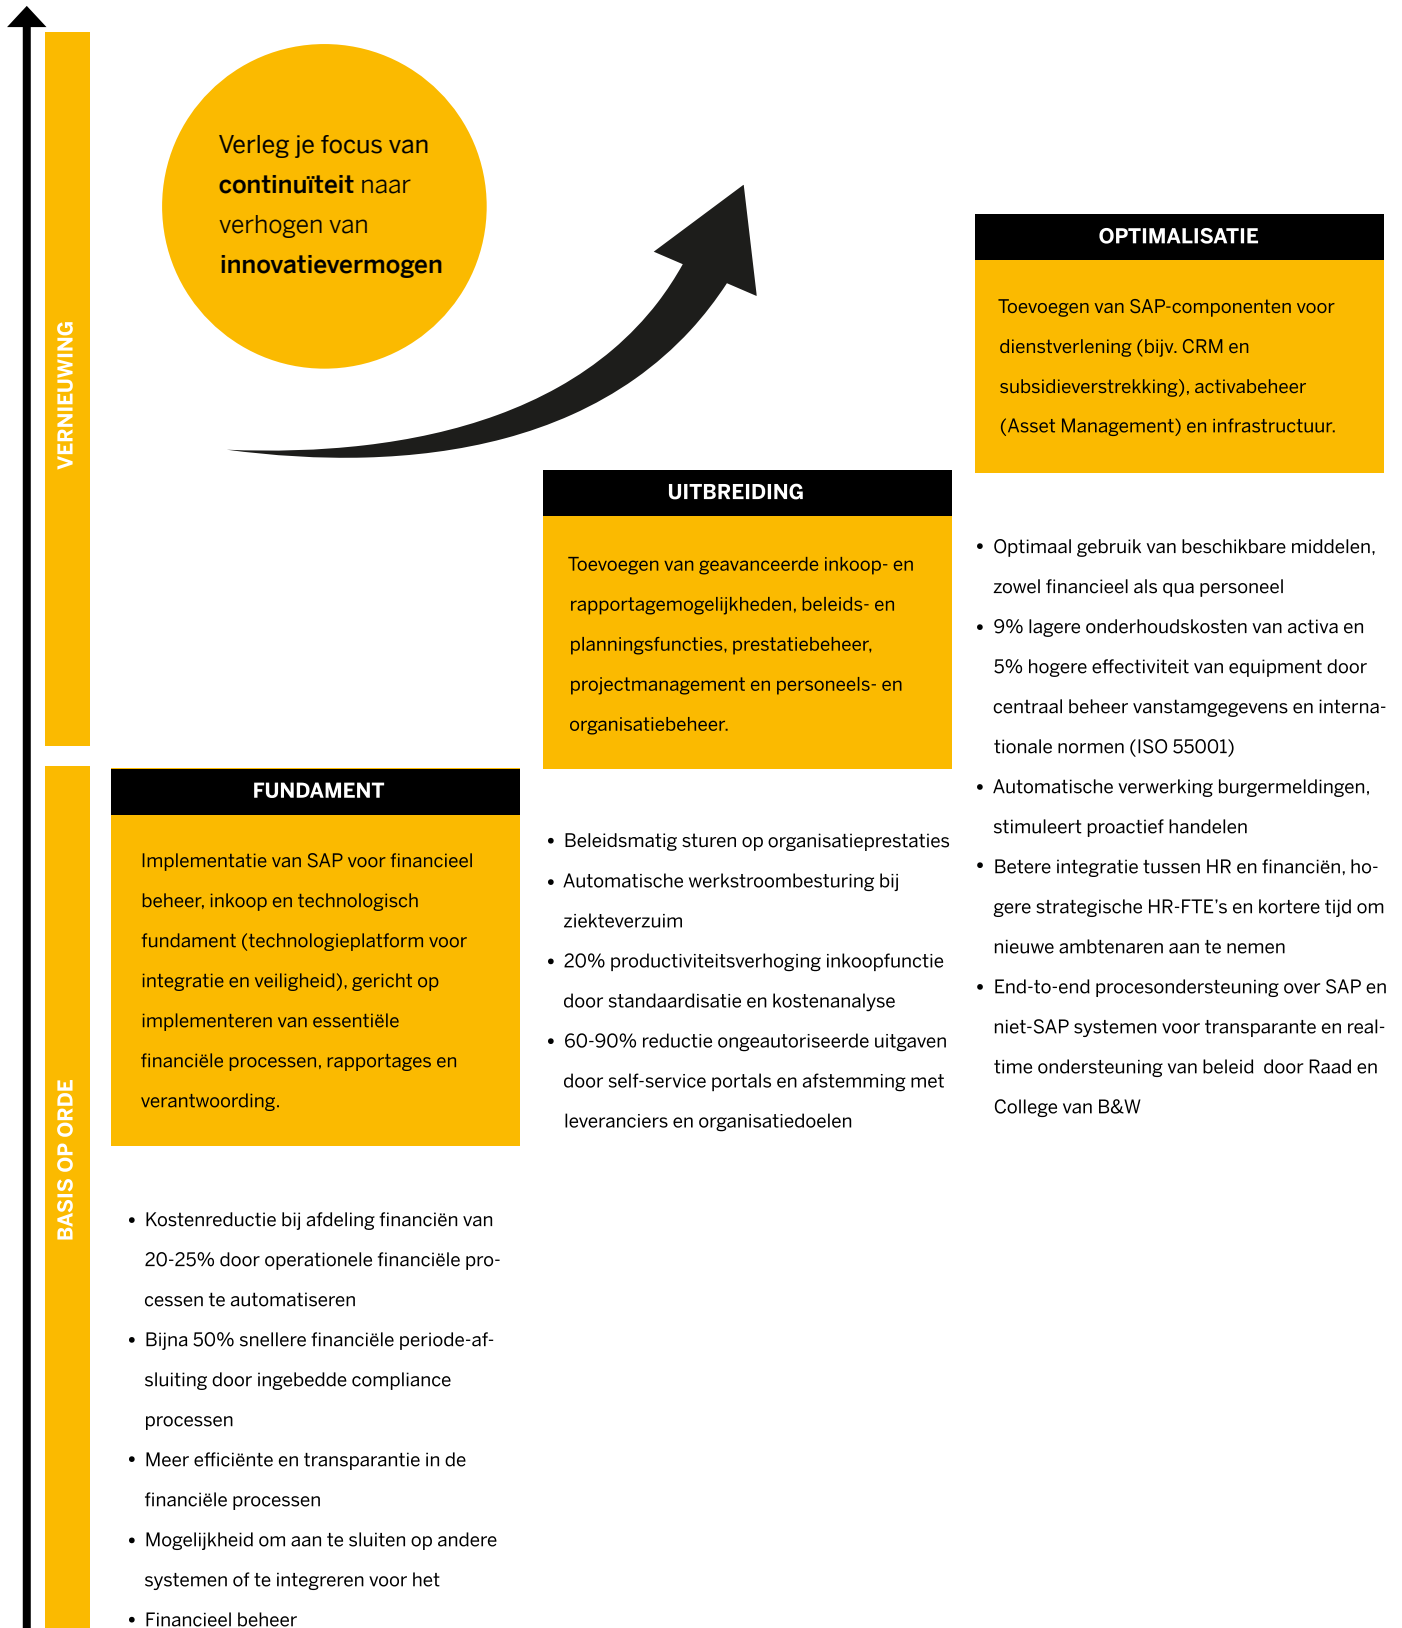 VERNIEUWING
BASIS OP ORDE
Verleg je focus van
continuïteit naar
verhogen van
innovatievermogen
FUNDAMENT
Implementatie van SAP voor financieel
beheer, inkoop en technologisch
fundament (technologieplatform voor
integratie en veiligheid), gericht op
implementeren van essentiële
financiële processen, rapportages en
verantwoording.
• Kostenreductie bij afdeling financiën van
20-25% door operationele financiële pro-
cessen te automatiseren
• Bijna 50% snellere financiële periode-af-
sluiting door ingebedde compliance
processen
• Meer efficiënte en transparantie in de
financiële processen
• Mogelijkheid om aan te sluiten op andere
systemen of te integreren voor het
• Financieel beheer
UITBREIDING
Toevoegen van geavanceerde inkoop- en
rapportagemogelijkheden, beleids- en
planningsfuncties, prestatiebeheer,
projectmanagement en personeels- en
organisatiebeheer.
• Beleidsmatig sturen op organisatieprestaties
• Automatische werkstroombesturing bij
ziekteverzuim
• 20% productiviteitsverhoging inkoopfunctie
door standaardisatie en kostenanalyse
• 60-90% reductie ongeautoriseerde uitgaven
door self-service portals en afstemming met
leveranciers en organisatiedoelen
OPTIMALISATIE
Toevoegen van SAP-componenten voor
dienstverlening (bijv. CRM en
subsidieverstrekking), activabeheer
(Asset Management) en infrastructuur.
• Optimaal gebruik van beschikbare middelen,
zowel financieel als qua personeel
• 9% lagere onderhoudskosten van activa en
5% hogere effectiviteit van equipment door
centraal beheer vanstamgegevens en interna-
tionale normen (ISO 55001)
• Automatische verwerking burgermeldingen,
stimuleert proactief handelen
• Betere integratie tussen HR en financiën, ho-
gere strategische HR-FTE's en kortere tijd om
nieuwe ambtenaren aan te nemen
• End-to-end procesondersteuning over SAP en
niet-SAP systemen voor transparante en real-
time ondersteuning van beleid  door Raad en
College van B&W